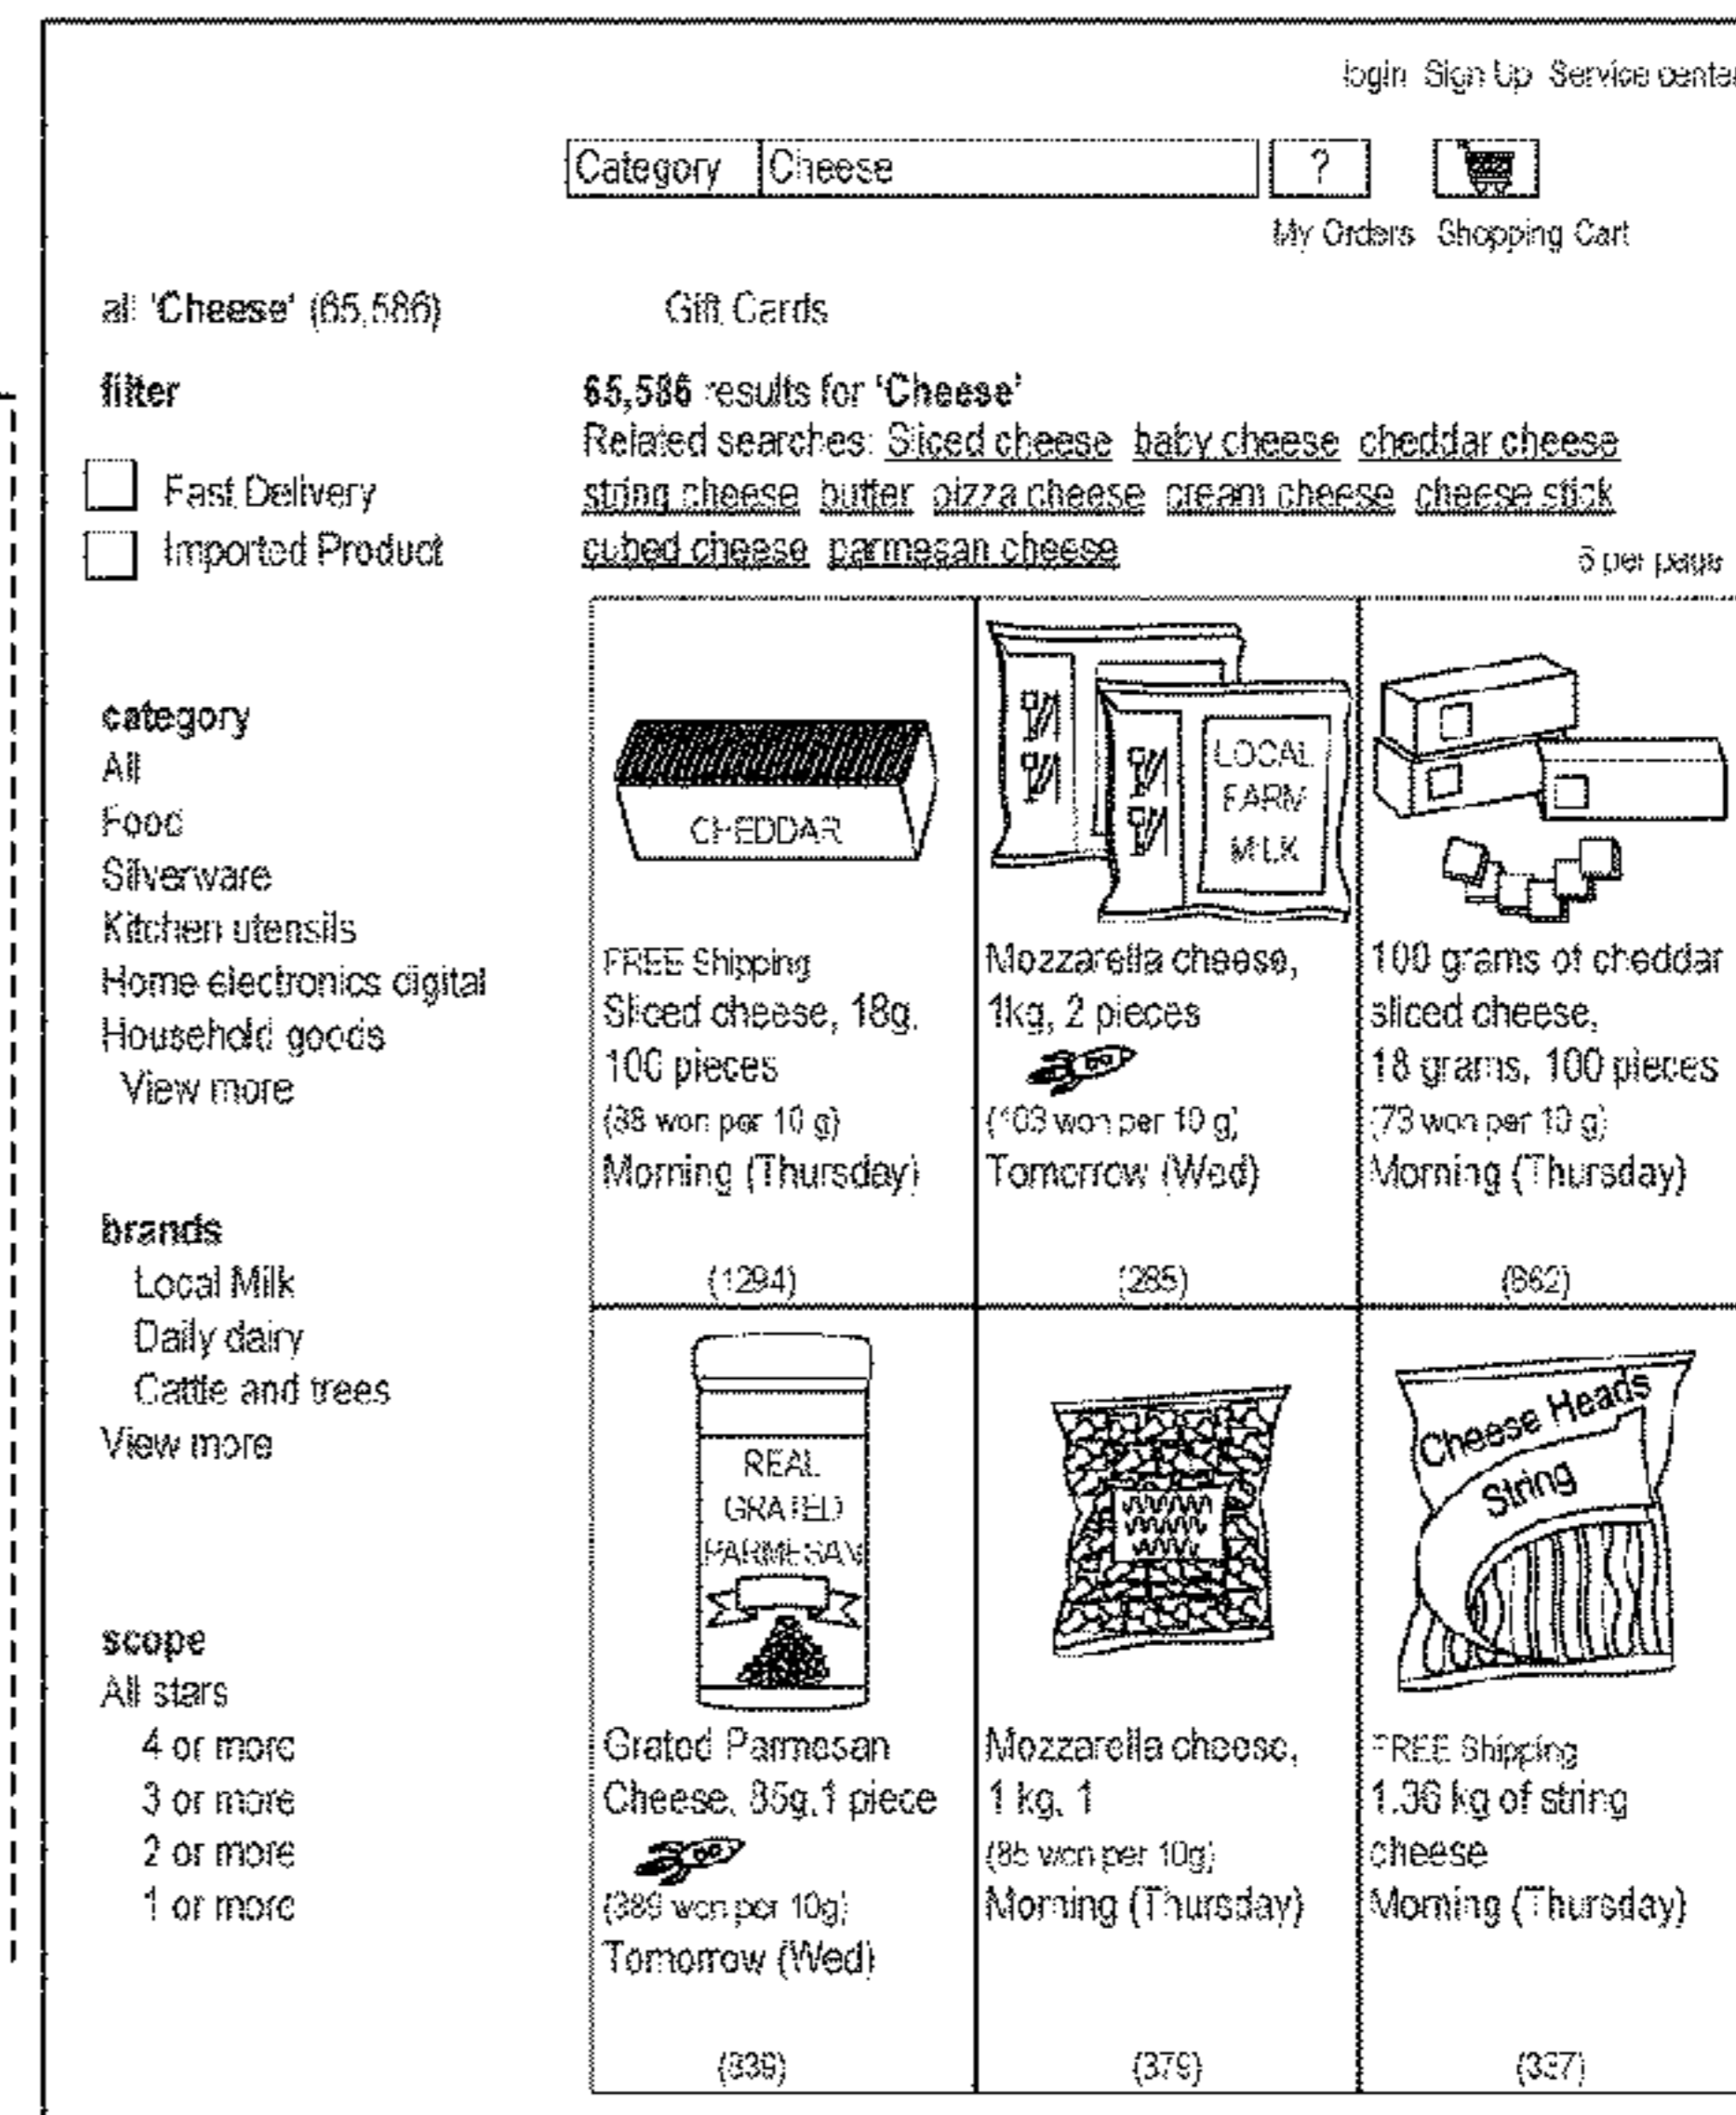 login Sign Up Service center
Category Cheese ?
My Orders Shopping Cart
all 'Cheese' (65,586) Gift Cards
filter
Fast Delivery
Imported Product
65,586 results for 'Cheese'
Related searches: Sliced cheese baby cheese cheddar cheese
string cheese butter pizza cheese cream cheese cheese stick
cubed cheese parmesan cheese
6 per page
category
All
Food
Silverware
Kitchen utensils
Home electronics digital
Household goods
View more
brands
Local Milk
Daily dairy
Cattle and trees
View more
scope
All stars
4 or more
3 or more
2 or more
1 or more
CHEDDAR
FREE Shipping
Sliced cheese, 18g,
100 pieces
(88 won per 10 g)
Morning (Thursday)
(1294)
LOCAL
FARM
MILK
Mozzarella cheese,
1kg, 2 pieces
(103 won per 10 g)
Tomorrow (Wed)
(285)
100 grams of cheddar
sliced cheese,
18 grams, 100 pieces
(73 won per 10 g)
Morning (Thursday)
(862)
REAL
GRATED
PARMESAN
Grated Parmesan
Cheese, 85g,1 piece
(389 won per 10g)
Tomorrow (Wed)
(839)
Mozzarella cheese,
1 kg, 1
(85 won per 10g)
Morning (Thursday)
(379)
Cheese Heads
String
FREE Shipping
1.36 kg of string
cheese
Morning (Thursday)
(337)